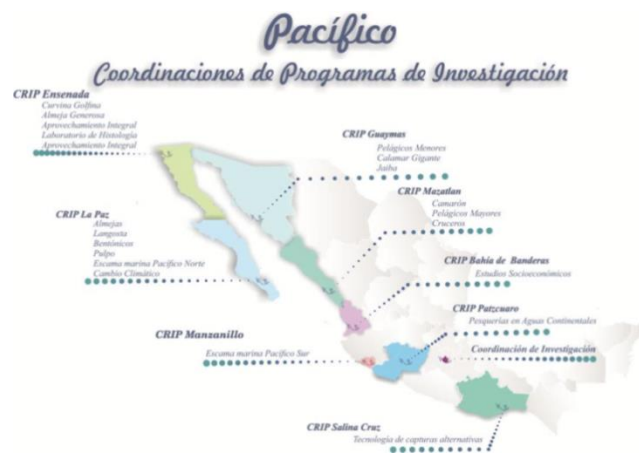 Pacífico
Coordinaciones de Programas de Investigación
CRIP Ensenada
Curvina Golfina
Almeja Generosa
Aprovechamiento Integral
Laboratorio de Histología
Aprovechamiento Integral
CRIP Guaymas
Pelágicos Menores
Calamar Gigante
Jaiba
CRIP Mazatlan
Camarón
Pelágicos Mayores
Cruceros
CRIP La Paz
Almejas
Langosta
Bentónicos
Pulpo
Escama marina Pacífico Norte
Cambio Climático
CRIP Bahía de Banderas
Estudios Socioeconómicos
CRIP Patzcuaro
Pesquerías en Aguas Continentales
CRIP Manzanillo
Escama marina Pacífico Sur
Coordinación de Investigación
CRIP Salina Cruz
Tecnología de capturas alternativas